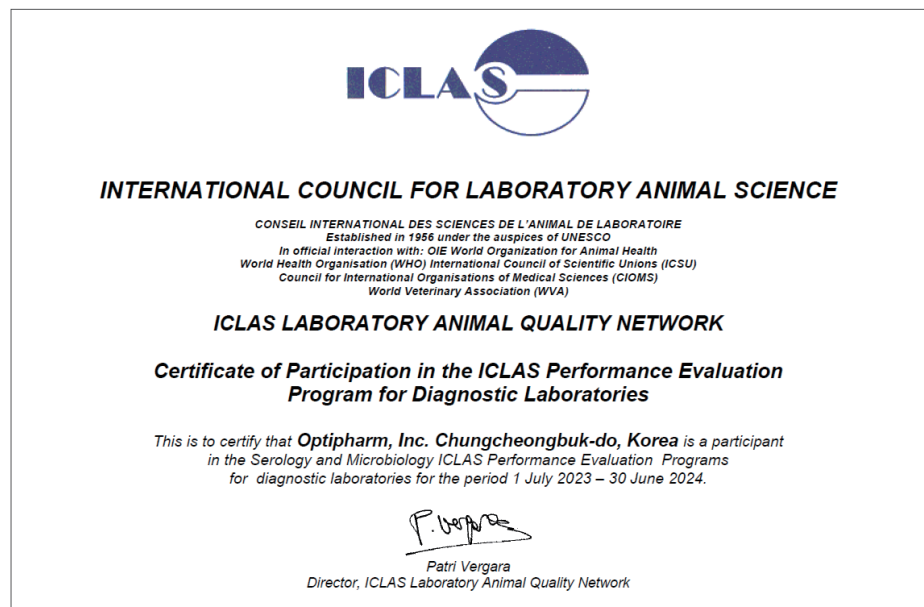 ICLAS
INTERNATIONAL COUNCIL FOR LABORATORY ANIMAL SCIENCE
CONSEIL INTERNATIONAL DES SCIENCES DE L'ANIMAL DE LABORATOIRE
Established in 1956 under the auspices of UNESCO
In official interaction with: OIE World Organization for Animal Health
World Health Organisation (WHO) International Council of Scientific Unions (ICSU)
Council for International Organisations of Medical Sciences (CIOMS)
World Veterinary Association (WVA)
ICLAS LABORATORY ANIMAL QUALITY NETWORK
Certificate of Participation in the ICLAS Performance Evaluation
Program for Diagnostic Laboratories
This is to certify that Optipharm, Inc. Chungcheongbuk-do, Korea is a participant
in the Serology and Microbiology ICLAS Performance Evaluation Programs
for diagnostic laboratories for the period 1 July 2023 – 30 June 2024.
P. Vergara
Patri Vergara
Director, ICLAS Laboratory Animal Quality Network